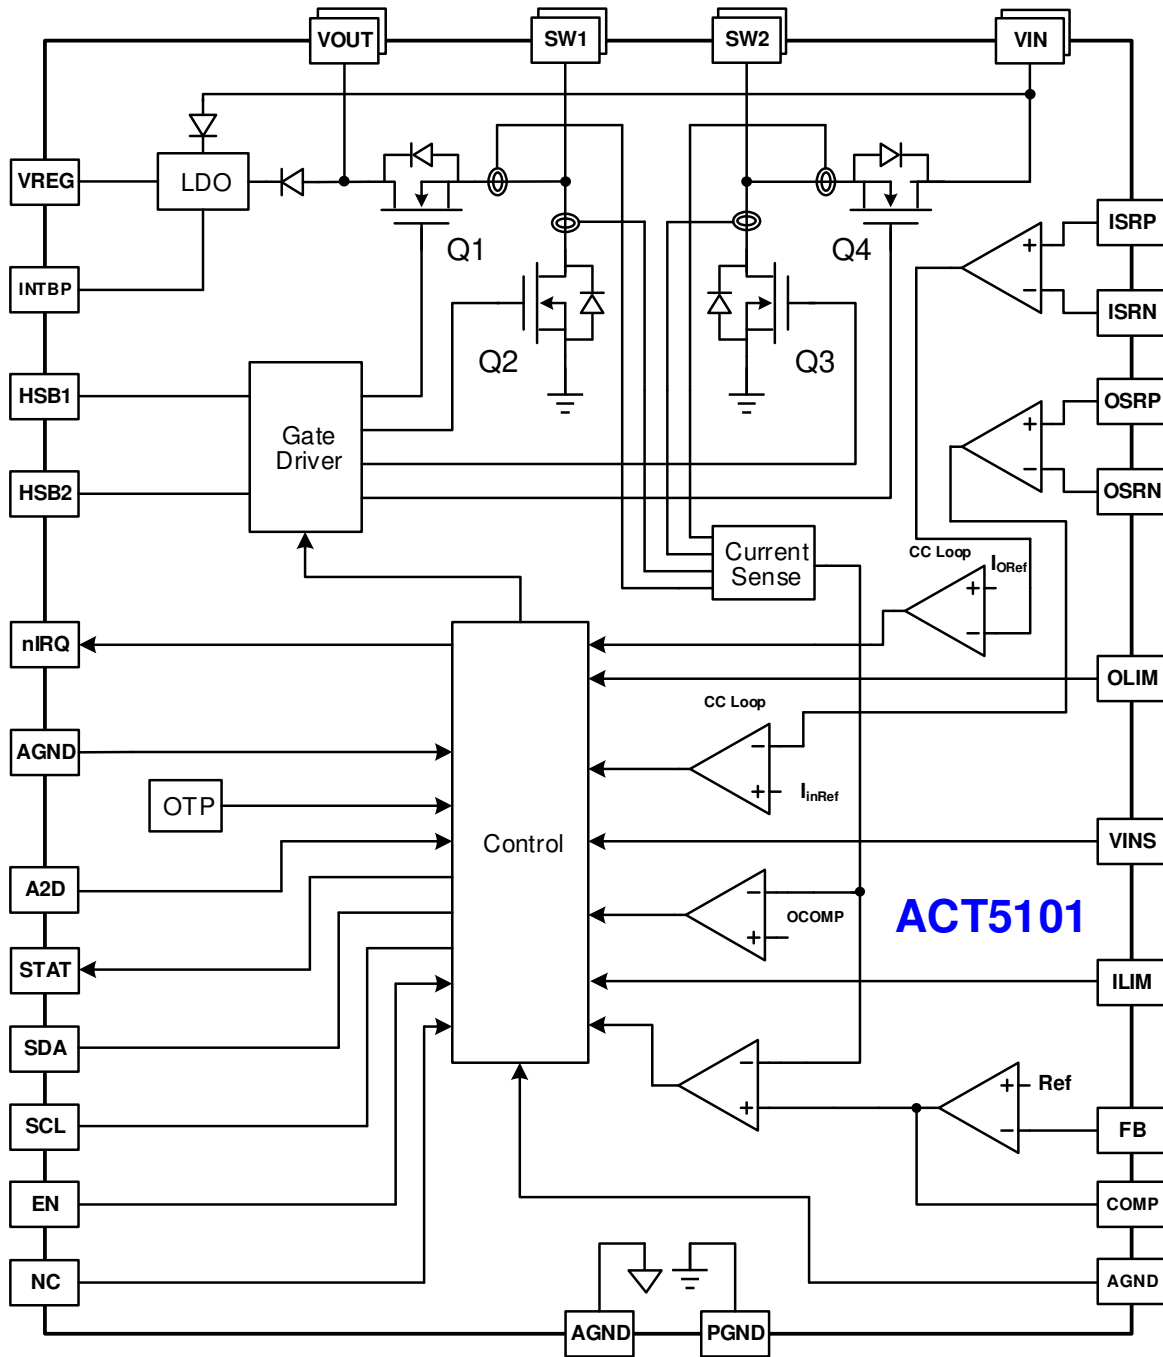 VOUT
SW1
SW2
VIN
VREG
LDO
INTBP
Q1
Q4
ISRP
ISRN
Q2
Q3
HSB1
Gate
Driver
HSB2
OSRP
OSRN
Current
Sense
CC Loop
IORef
+
−
+
−
+
−
nIRQ
OLIM
AGND
CC Loop
−
+
IinRef
OTP
Control
VINS
A2D
−
OCOMP
+
ACT5101
STAT
ILIM
SDA
−
+
+
Ref
−
SCL
FB
EN
COMP
NC
AGND
AGND
PGND